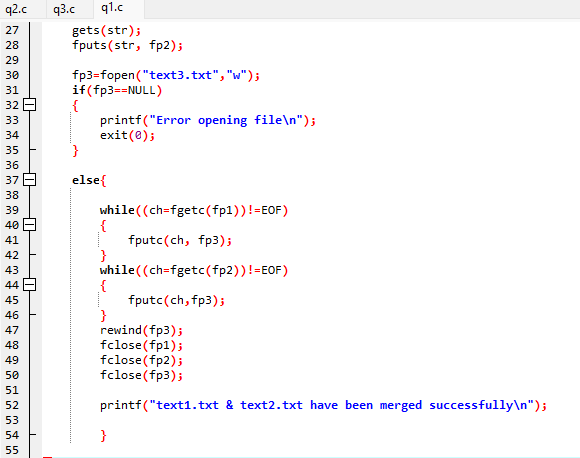 q2.c q3.c q1.c
27 gets(str);
28 fputs(str, fp2);
29
30 fp3=fopen("text3.txt","w");
31 if(fp3==NULL)
32 {
33 printf("Error opening file\n");
34 exit(0);
35 }
36
37 else{
38
39 while((ch=fgetc(fp1))!=EOF)
40 {
41 fputc(ch, fp3);
42 }
43 while((ch=fgetc(fp2))!=EOF)
44 {
45 fputc(ch,fp3);
46 }
47 rewind(fp3);
48 fclose(fp1);
49 fclose(fp2);
50 fclose(fp3);
51
52 printf("text1.txt & text2.txt have been merged successfully\n");
53
54 }
55